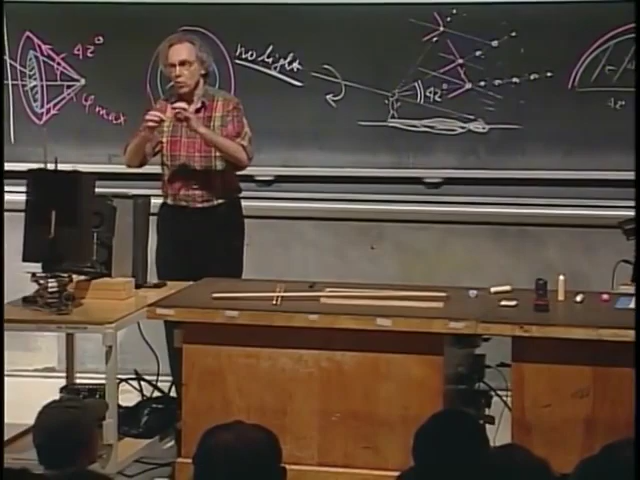 42°
φ max
no light
42°
42